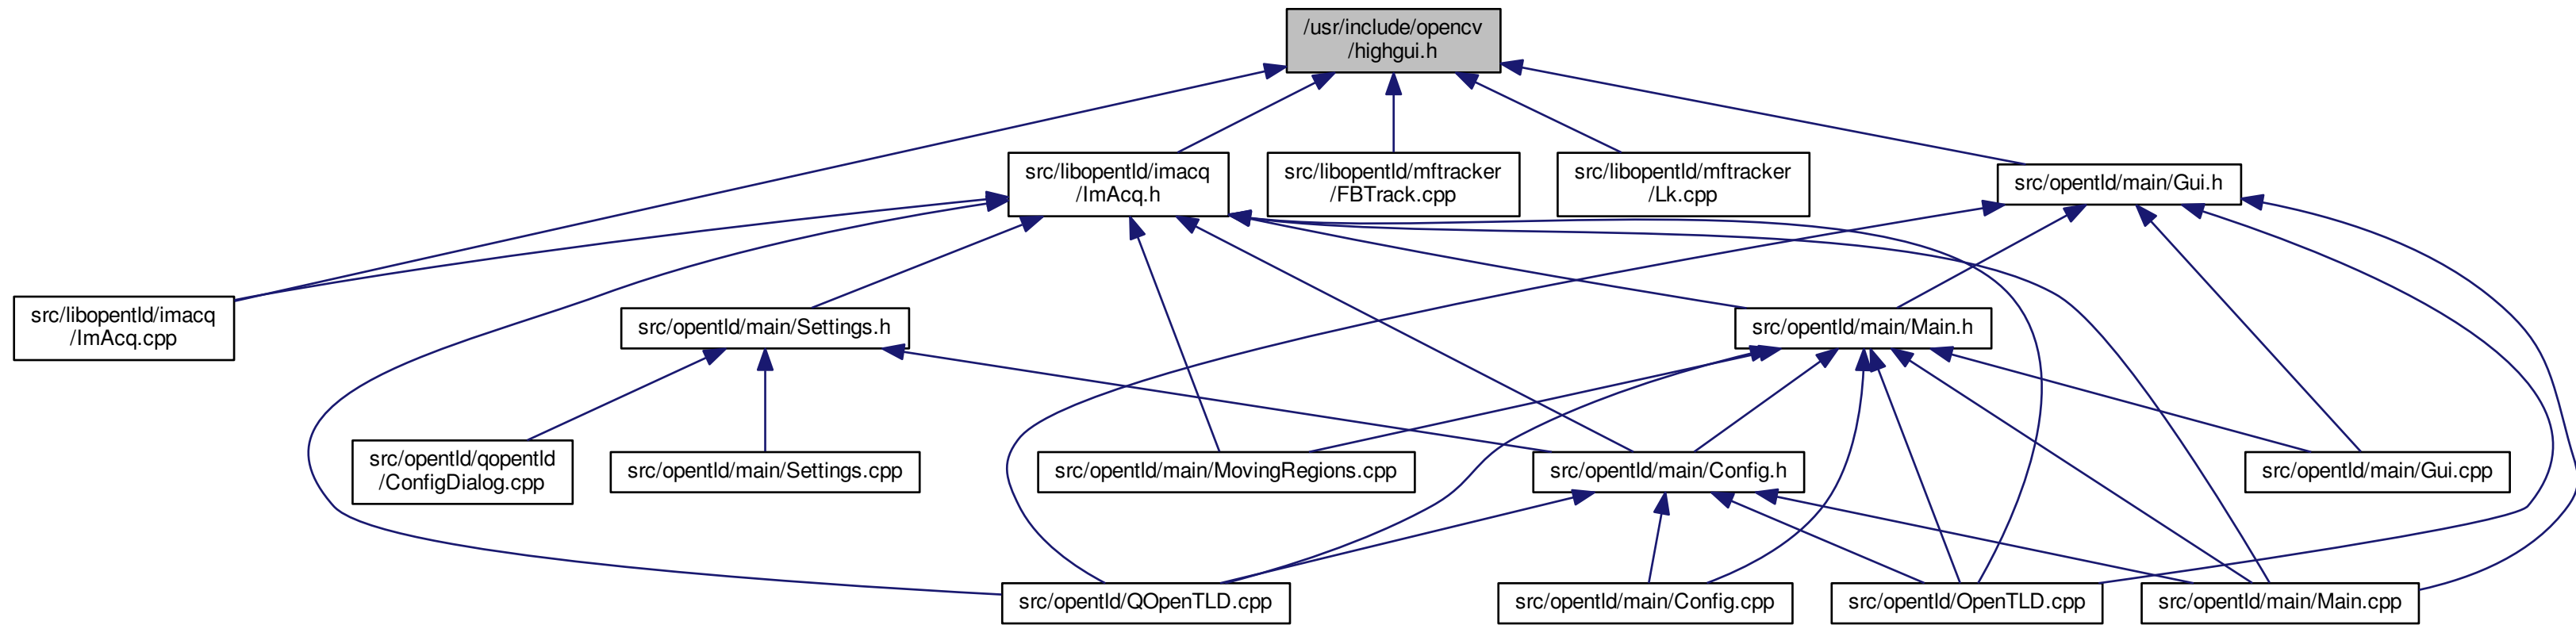 /usr/include/opencv
/highgui.h
src/libopentld/imacq
/ImAcq.h
src/libopentld/mftracker
/FBTrack.cpp
src/libopentld/mftracker
/Lk.cpp
src/opentld/main/Gui.h
src/libopentld/imacq
/ImAcq.cpp
src/opentld/main/Settings.h
src/opentld/main/Main.h
src/opentld/qopentld
/ConfigDialog.cpp
src/opentld/main/Settings.cpp
src/opentld/main/MovingRegions.cpp
src/opentld/main/Config.h
src/opentld/main/Gui.cpp
src/opentld/QOpenTLD.cpp
src/opentld/main/Config.cpp
src/opentld/OpenTLD.cpp
src/opentld/main/Main.cpp